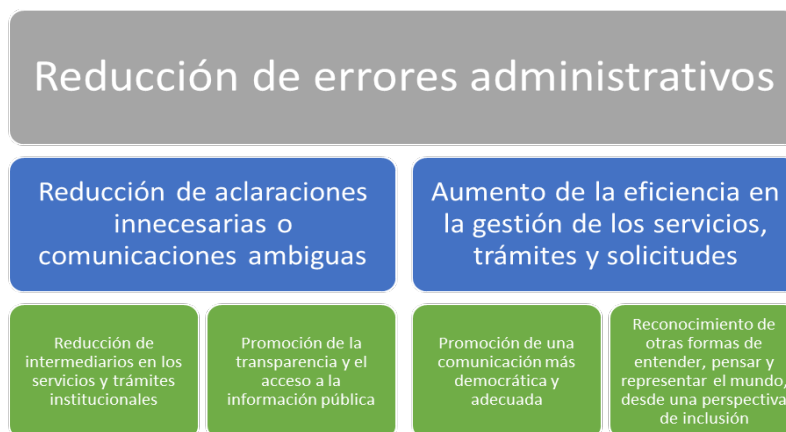 Reducción de errores administrativos
Reducción de aclaraciones
innecesarias o
comunicaciones ambiguas
Aumento de la eficiencia en
la gestión de los servicios,
trámites y solicitudes
Reducción de
intermediarios en los
servicios y trámites
institucionales
Promoción de la
transparencia y el
acceso a la
información pública
Promoción de una
comunicación más
democrática y
adecuada
Reconocimiento de
otras formas de
entender, pensar y
representar el mundo,
desde una perspectiva
de inclusión